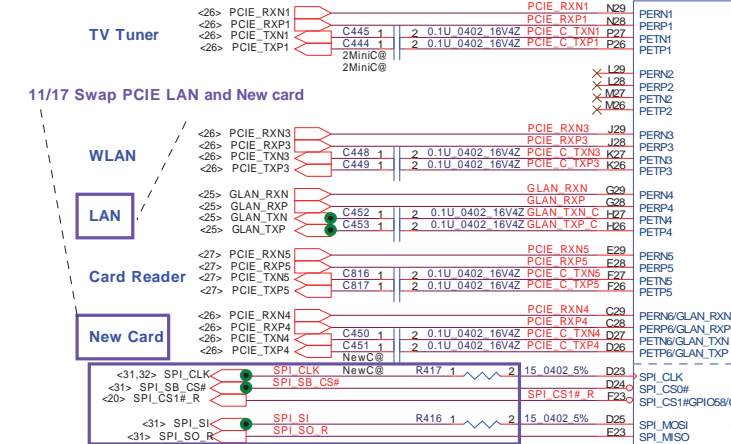 <26> PCIE_RXN1 PCIE_RXN1 N29 PERN1
<26> PCIE_RXP1 PCIE_RXP1 N28 PERP1
TV Tuner <26> PCIE_TXN1 C445 1 2 0.1U_0402_16V4Z PCIE_C_TXN1 P27 PETN1
<26> PCIE_TXP1 C444 1 2 0.1U_0402_16V4Z PCIE_C_TXP1 P26 PETP1
2MiniC@
2MiniC@
L29 PERN2
L28 PERP2
M27 PETN2
M26 PETP2
11/17 Swap PCIE LAN and New card
<26> PCIE_RXN3 PCIE_RXN3 J29 PERN3
<26> PCIE_RXP3 PCIE_RXP3 J28 PERP3
WLAN <26> PCIE_TXN3 C448 1 2 0.1U_0402_16V4Z PCIE_C_TXN3 K27 PETN3
<26> PCIE_TXP3 C449 1 2 0.1U_0402_16V4Z PCIE_C_TXP3 K26 PETP3
<25> GLAN_RXN GLAN_RXN G29 PERN4
<25> GLAN_RXP GLAN_RXP G28 PERP4
LAN <25> GLAN_TXN C452 1 2 0.1U_0402_16V4Z GLAN_TXN_C H27 PETN4
<25> GLAN_TXP C453 1 2 0.1U_0402_16V4Z GLAN_TXP_C H26 PETP4
<27> PCIE_RXN5 PCIE_RXN5 E29 PERN5
<27> PCIE_RXP5 PCIE_RXP5 E28 PERP5
Card Reader <27> PCIE_TXN5 C816 1 2 0.1U_0402_16V4Z PCIE_C_TXN5 F27 PETN5
<27> PCIE_TXP5 C817 1 2 0.1U_0402_16V4Z PCIE_C_TXP5 F26 PETP5
<26> PCIE_RXN4 PCIE_RXN4 C29 PERN6/GLAN_RXN
<26> PCIE_RXP4 PCIE_RXP4 C28 PERP6/GLAN_RXP
New Card <26> PCIE_TXN4 C450 1 2 0.1U_0402_16V4Z PCIE_C_TXN4 D27 PETN6/GLAN_TXN
<26> PCIE_TXP4 C451 1 2 0.1U_0402_16V4Z PCIE_C_TXP4 D26 PETP6/GLAN_TXP
NewC@
NewC@
<31,32> SPI_CLK SPI_CLK R417 1 2 15_0402_5% D23 SPI_CLK
<31> SPI_SB_CS# SPI_SB_CS# D24 SPI_CS0#
<20> SPI_CS1#_R SPI_CS1#_R F23 SPI_CS1#GPIO58/
<31> SPI_SI SPI_SI R416 1 2 15_0402_5% D25 SPI_MOSI
<31> SPI_SO_R SPI_SO_R E23 SPI_MISO